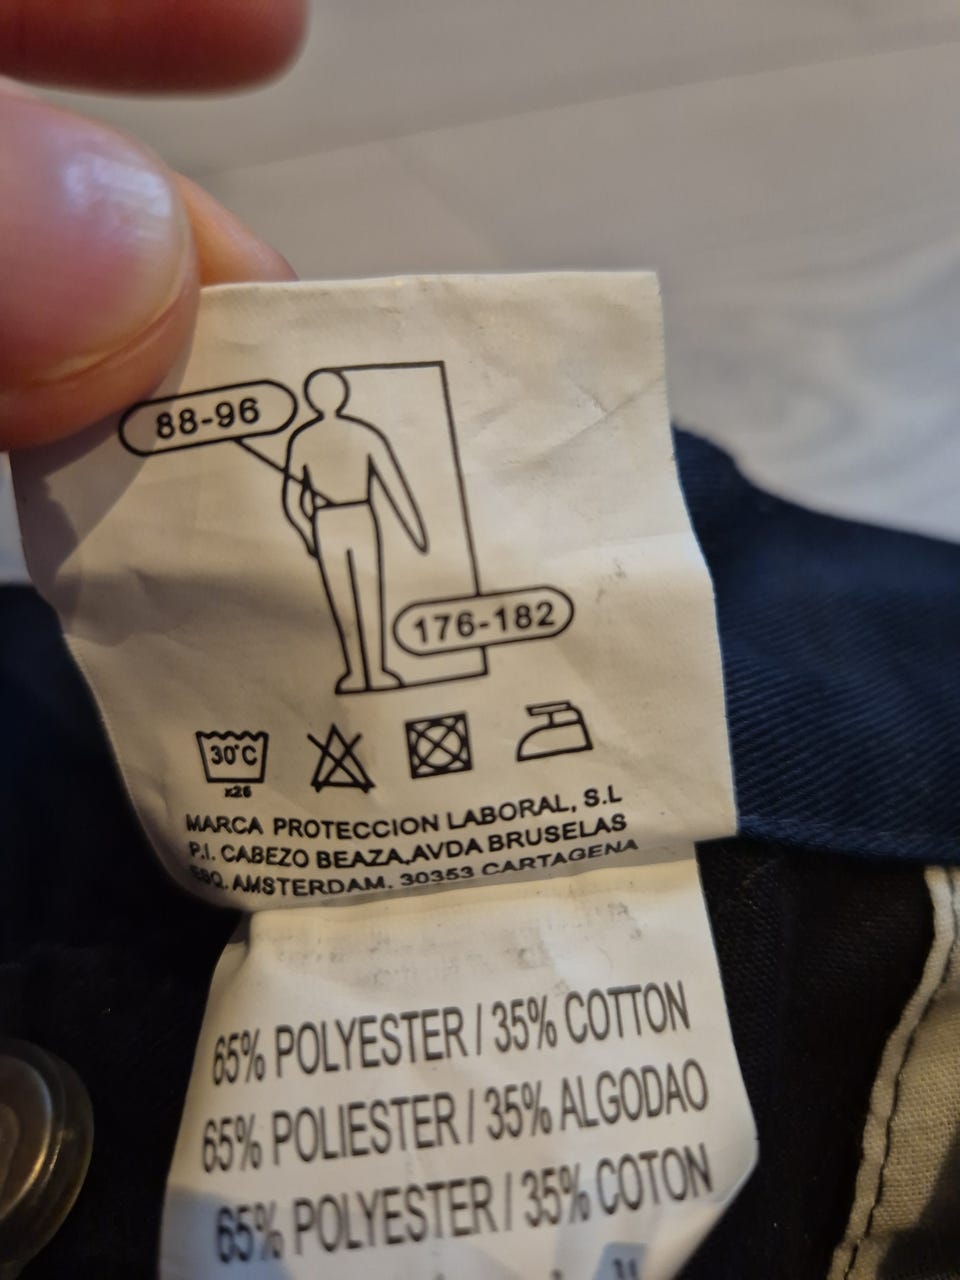 88-96
176-182
30°C
x26
MARCA PROTECCION LABORAL, S.L
P.I. CABEZO BEAZA,AVDA BRUSELAS
ESQ. AMSTERDAM. 30353 CARTAGENA
65% POLYESTER / 35% COTTON
65% POLIESTER / 35% ALGODAO
65% POLYESTER / 35% COTON